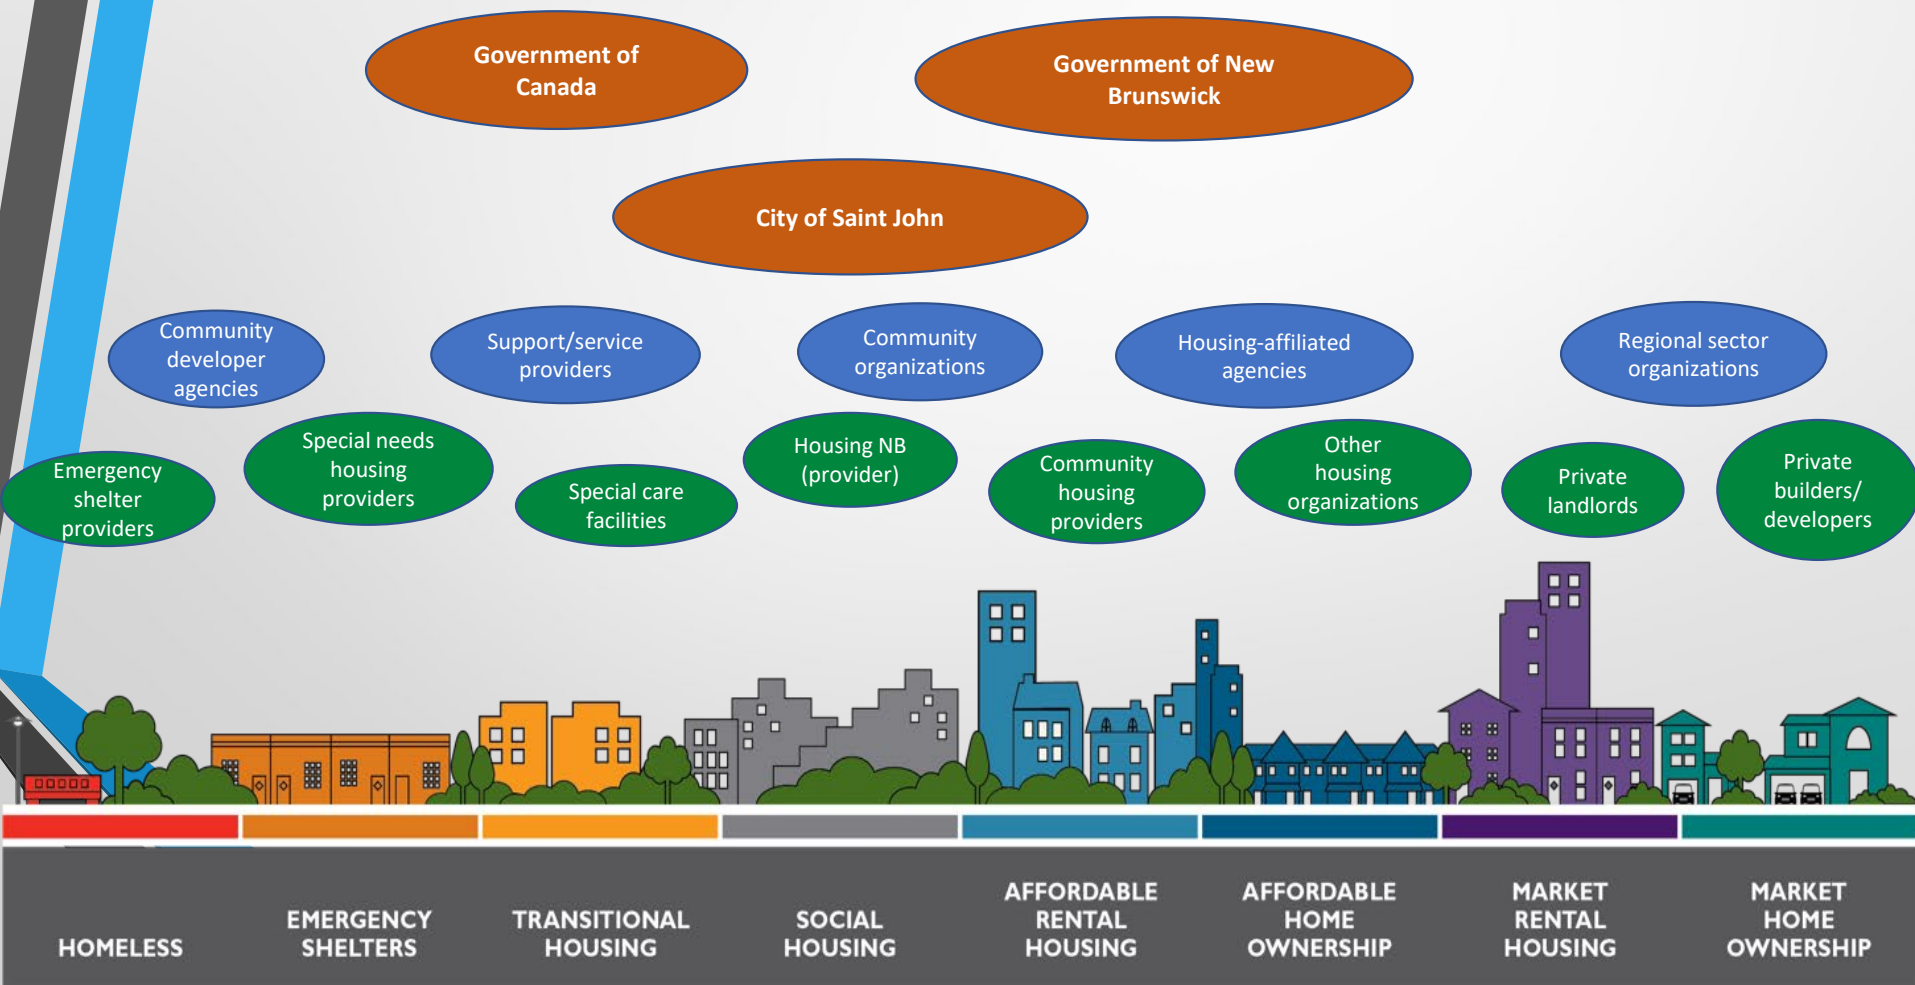 Government of
Canada
Government of New
Brunswick
City of Saint John
Community
developer
agencies
Support/service
providers
Community
organizations
Housing-affiliated
agencies
Regional sector
organizations
Emergency
shelter
providers
Special needs
housing
providers
Special care
facilities
Housing NB
(provider)
Community
housing
providers
Other
housing
organizations
Private
landlords
Private
builders/
developers
HOMELESS
EMERGENCY
SHELTERS
TRANSITIONAL
HOUSING
SOCIAL
HOUSING
AFFORDABLE
RENTAL
HOUSING
AFFORDABLE
HOME
OWNERSHIP
MARKET
RENTAL
HOUSING
MARKET
HOME
OWNERSHIP